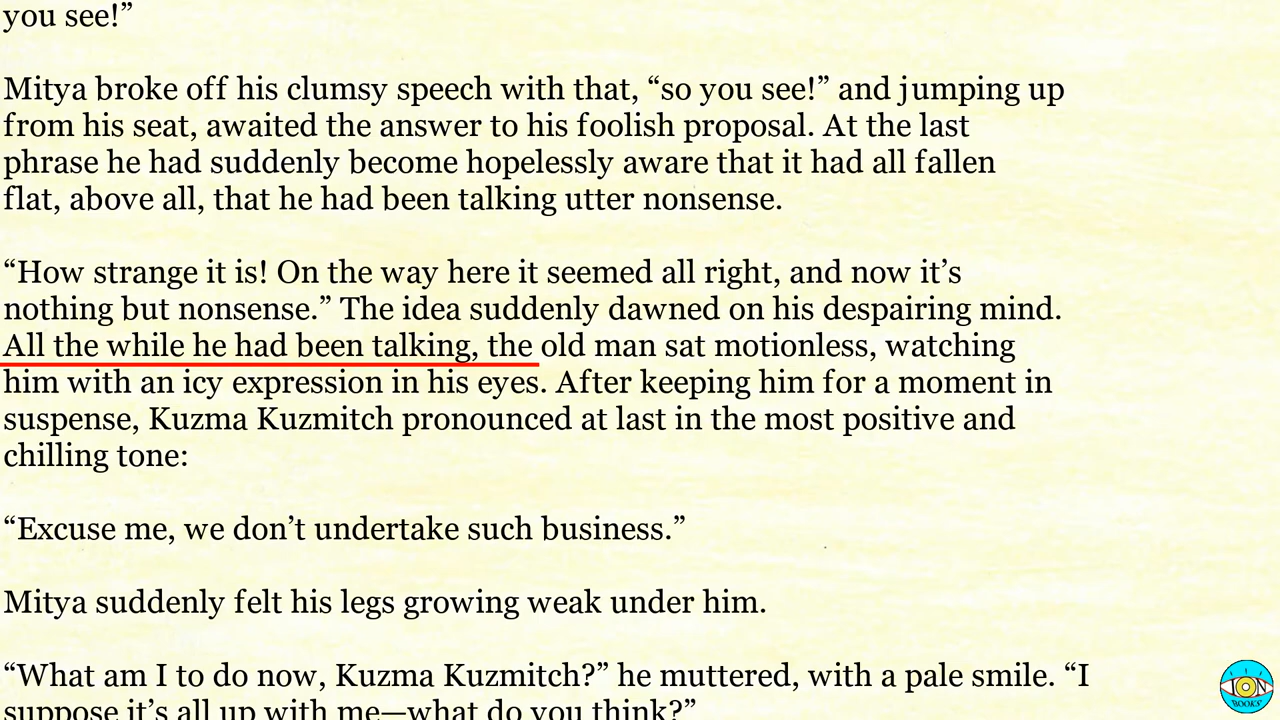 you see!”
Mitya broke off his clumsy speech with that, “so you see!” and jumping up
from his seat, awaited the answer to his foolish proposal. At the last
phrase he had suddenly become hopelessly aware that it had all fallen
flat, above all, that he had been talking utter nonsense.
“How strange it is! On the way here it seemed all right, and now it’s
nothing but nonsense.” The idea suddenly dawned on his despairing mind.
All the while he had been talking, the old man sat motionless, watching
him with an icy expression in his eyes. After keeping him for a moment in
suspense, Kuzma Kuzmitch pronounced at last in the most positive and
chilling tone:
“Excuse me, we don’t undertake such business.”
Mitya suddenly felt his legs growing weak under him.
“What am I to do now, Kuzma Kuzmitch?” he muttered, with a pale smile. “I
suppose it’s all up with me—what do you think?”
ION
BOOKS